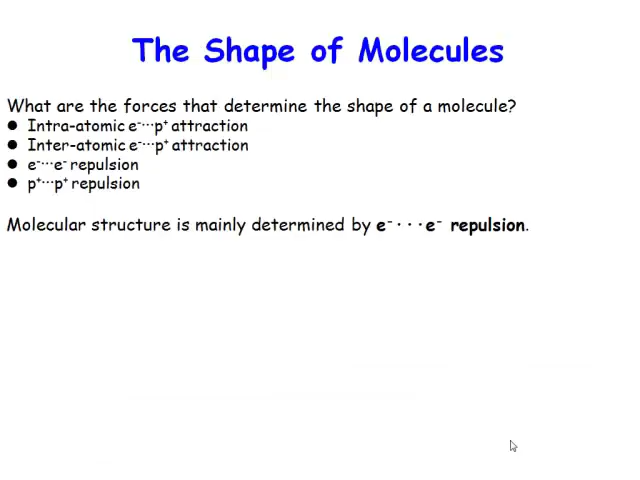 The Shape of Molecules
What are the forces that determine the shape of a molecule?
● Intra-atomic e⁻···p⁺ attraction
● Inter-atomic e⁻···p⁺ attraction
● e⁻···e⁻ repulsion
● p⁺···p⁺ repulsion
Molecular structure is mainly determined by e⁻···e⁻ repulsion.